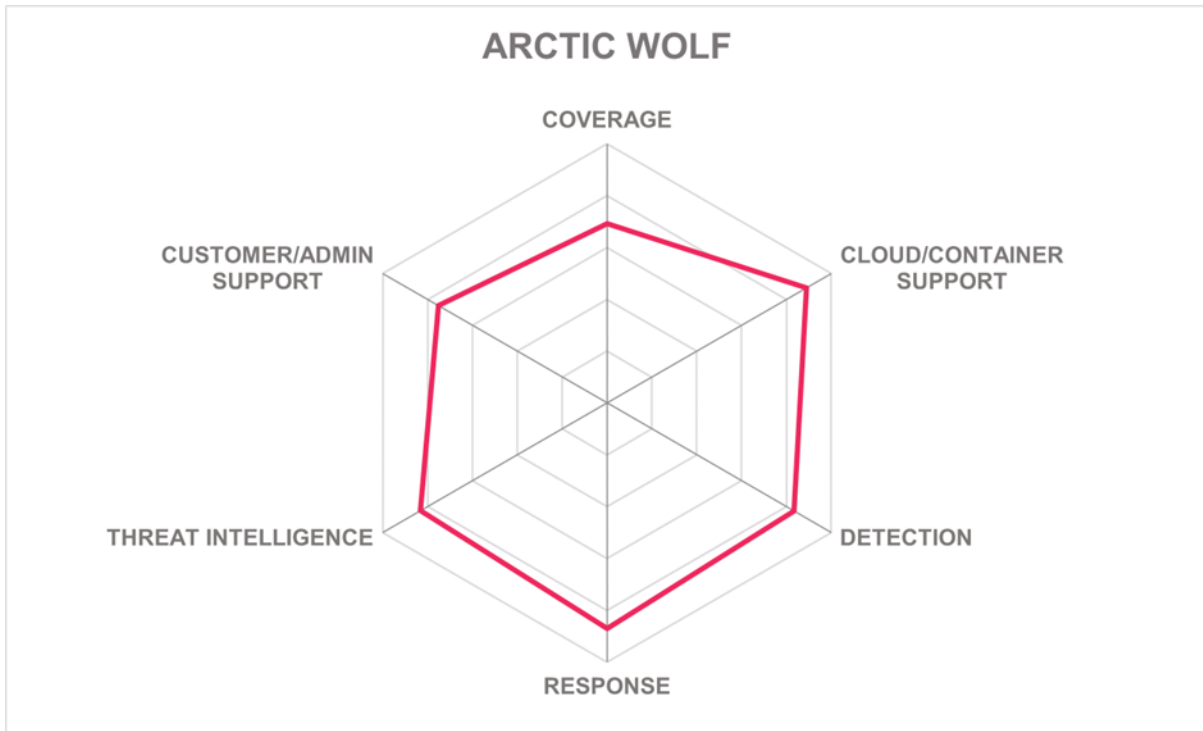 ARCTIC WOLF
COVERAGE
CUSTOMER/ADMIN
SUPPORT
CLOUD/CONTAINER
SUPPORT
THREAT INTELLIGENCE
DETECTION
RESPONSE